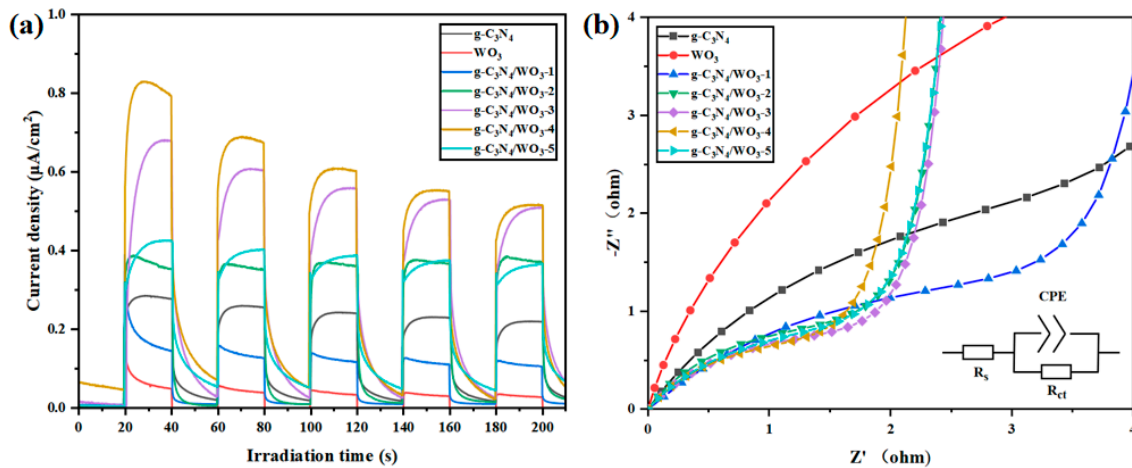 (a)
g-C₃N₄
WO₃
g-C₃N₄/WO₃-1
g-C₃N₄/WO₃-2
g-C₃N₄/WO₃-3
g-C₃N₄/WO₃-4
g-C₃N₄/WO₃-5
Current density (μA/cm²)
1.0
0.8
0.6
0.4
0.2
0.0
0 20 40 60 80 100 120 140 160 180 200
Irradiation time (s)
(b)
g-C₃N₄
WO₃
g-C₃N₄/WO₃-1
g-C₃N₄/WO₃-2
g-C₃N₄/WO₃-3
g-C₃N₄/WO₃-4
g-C₃N₄/WO₃-5
-Z'' (ohm)
4
3
2
1
0
CPE
Rs
Rct
0 1 2 3 4
Z' (ohm)